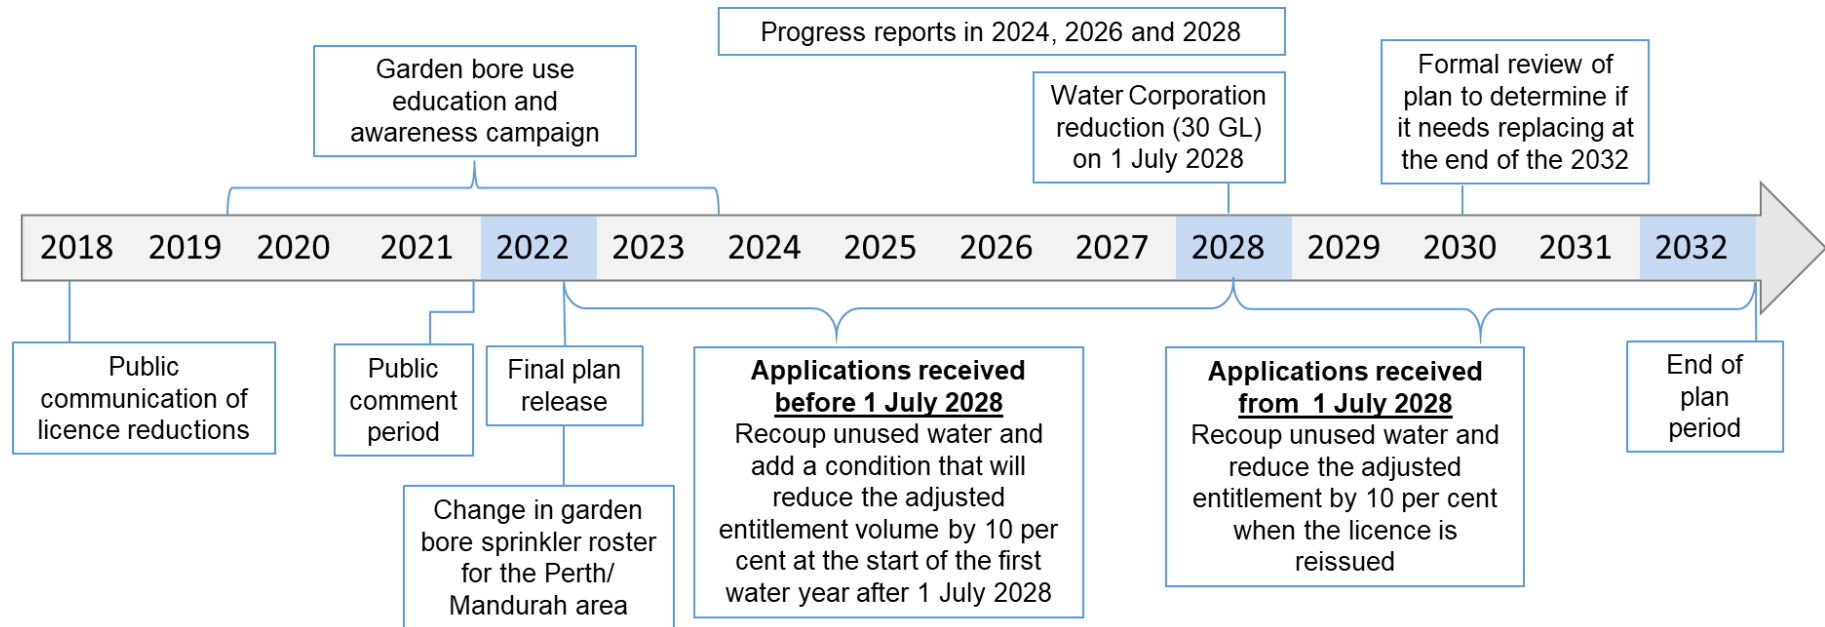 Progress reports in 2024, 2026 and 2028
Garden bore use
education and
awareness campaign
Water Corporation
reduction (30 GL)
on 1 July 2028
Formal review of
plan to determine if
it needs replacing at
the end of the 2032
2018 2019 2020 2021 2022 2023 2024 2025 2026 2027 2028 2029 2030 2031 2032
Public
communication of
licence reductions
Public
comment
period
Final plan
release
Change in garden
bore sprinkler roster
for the Perth/
Mandurah area
Applications received
before 1 July 2028
Recoup unused water and
add a condition that will
reduce the adjusted
entitlement volume by 10 per
cent at the start of the first
water year after 1 July 2028
Applications received
from 1 July 2028
Recoup unused water and
reduce the adjusted
entitlement by 10 per cent
when the licence is
reissued
End of
plan
period